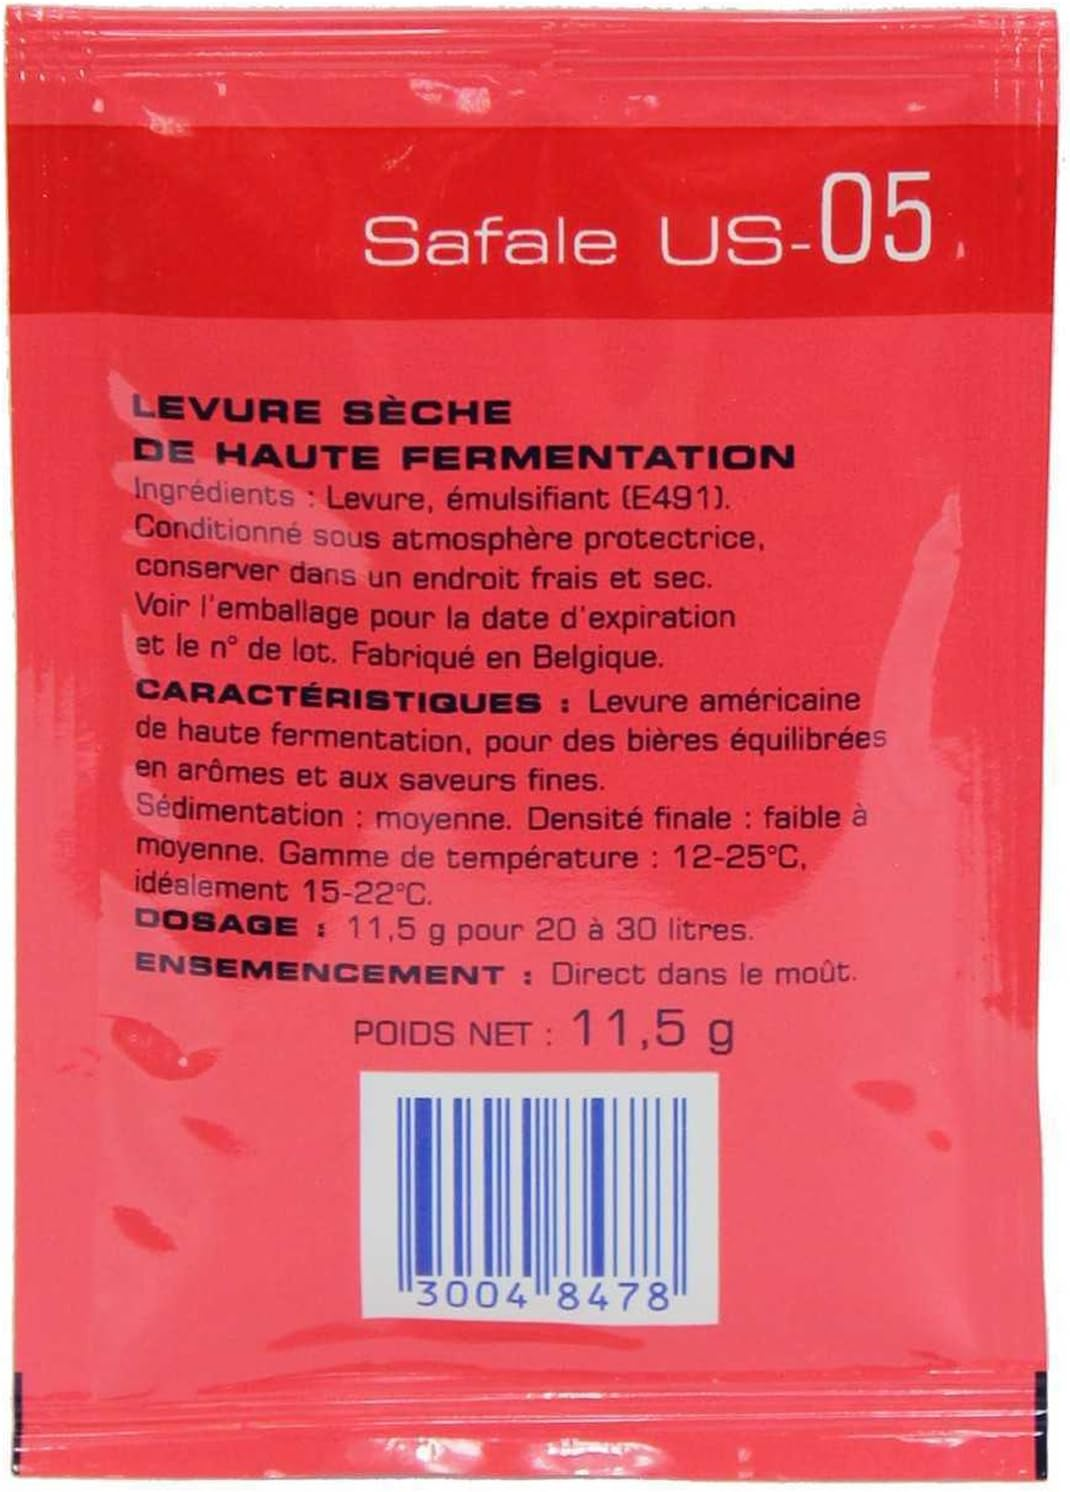 Safale US-05
LEVURE SÈCHE
DE HAUTE FERMENTATION
Ingrédients : Levure, émulsifiant (E491).
Conditionné sous atmosphère protectrice,
conserver dans un endroit frais et sec.
Voir l'emballage pour la date d'expiration
et le n° de lot. Fabriqué en Belgique.
CARACTÉRISTIQUES : Levure américaine
de haute fermentation, pour des bières équilibrées
en arômes et aux saveurs fines.
Sédimentation : moyenne. Densité finale : faible à
moyenne. Gamme de température : 12-25°C,
idéalement 15-22°C.
DOSAGE : 11,5 g pour 20 à 30 litres.
ENSEMENCEMENT : Direct dans le moût.
POIDS NET : 11,5 g
3004 8478